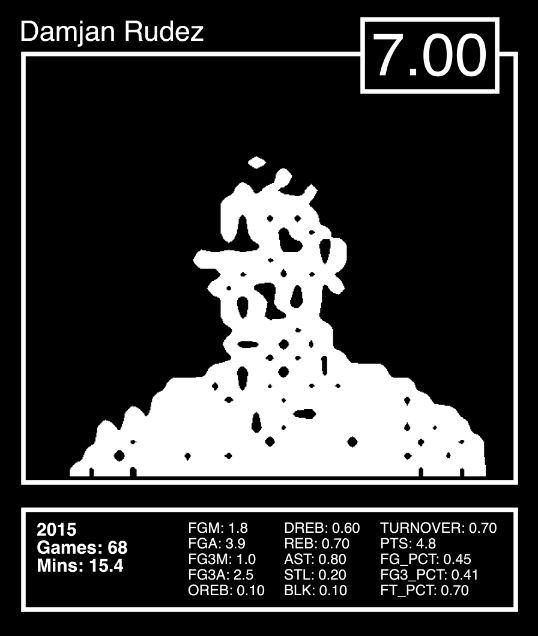 Damjan Rudez
7.00
2015
Games: 68
Mins: 15.4
FGM: 1.8
FGA: 3.9
FG3M: 1.0
FG3A: 2.5
OREB: 0.10
DREB: 0.60
REB: 0.70
AST: 0.80
STL: 0.20
BLK: 0.10
TURNOVER: 0.70
PTS: 4.8
FG_PCT: 0.45
FG3_PCT: 0.41
FT_PCT: 0.70